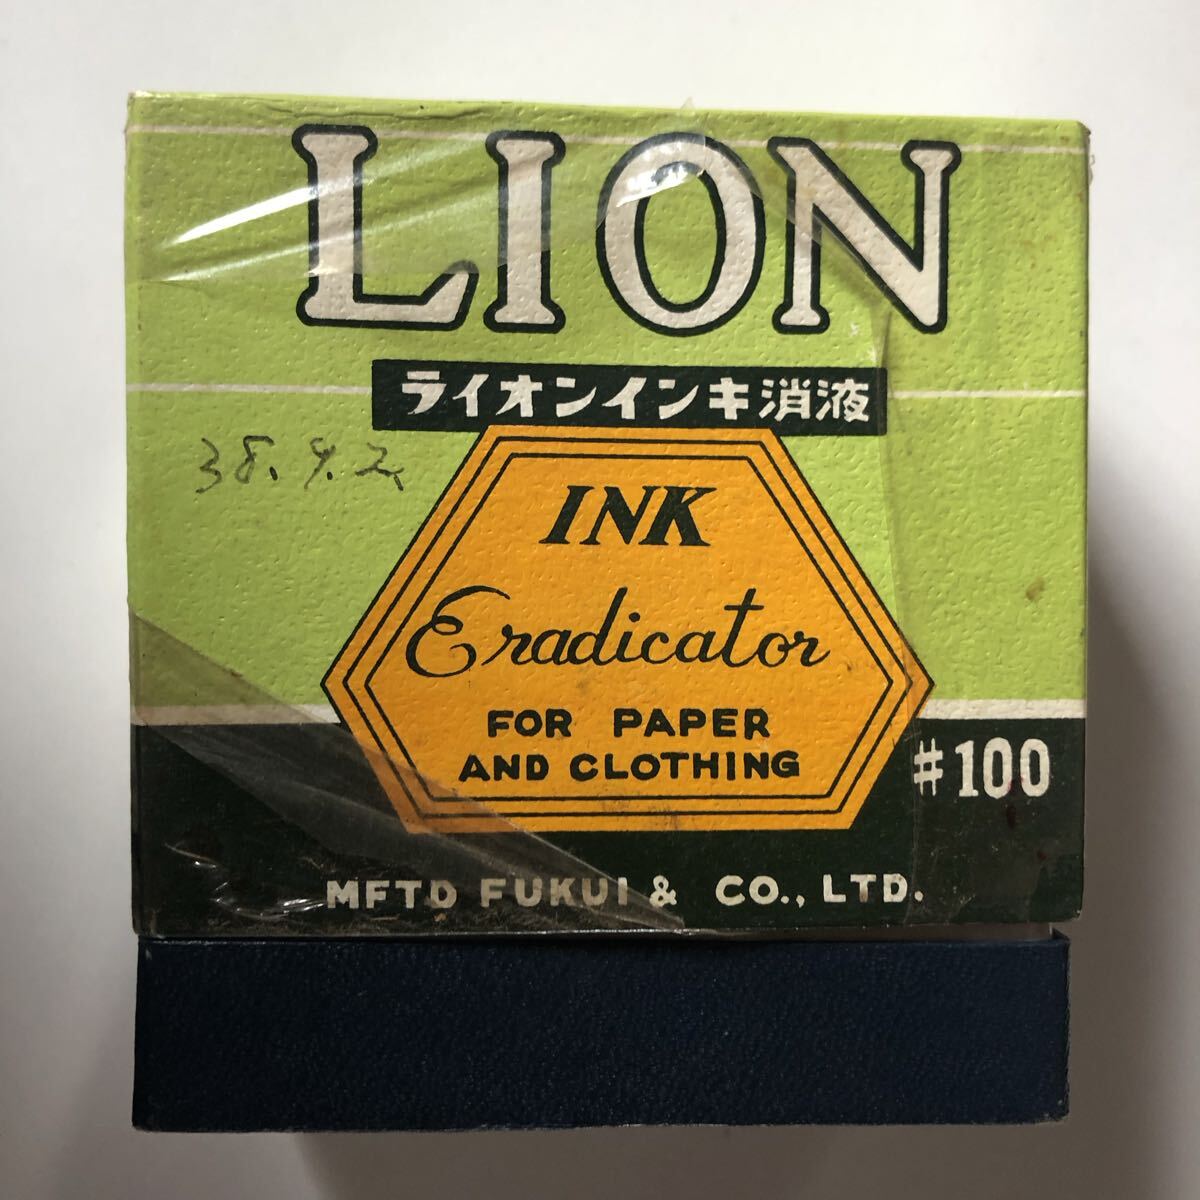 LION
ライオンインキ消液
38.9.2
INK
Eradicator
FOR PAPER
AND CLOTHING
#100
MFTD FUKUI & CO., LTD.